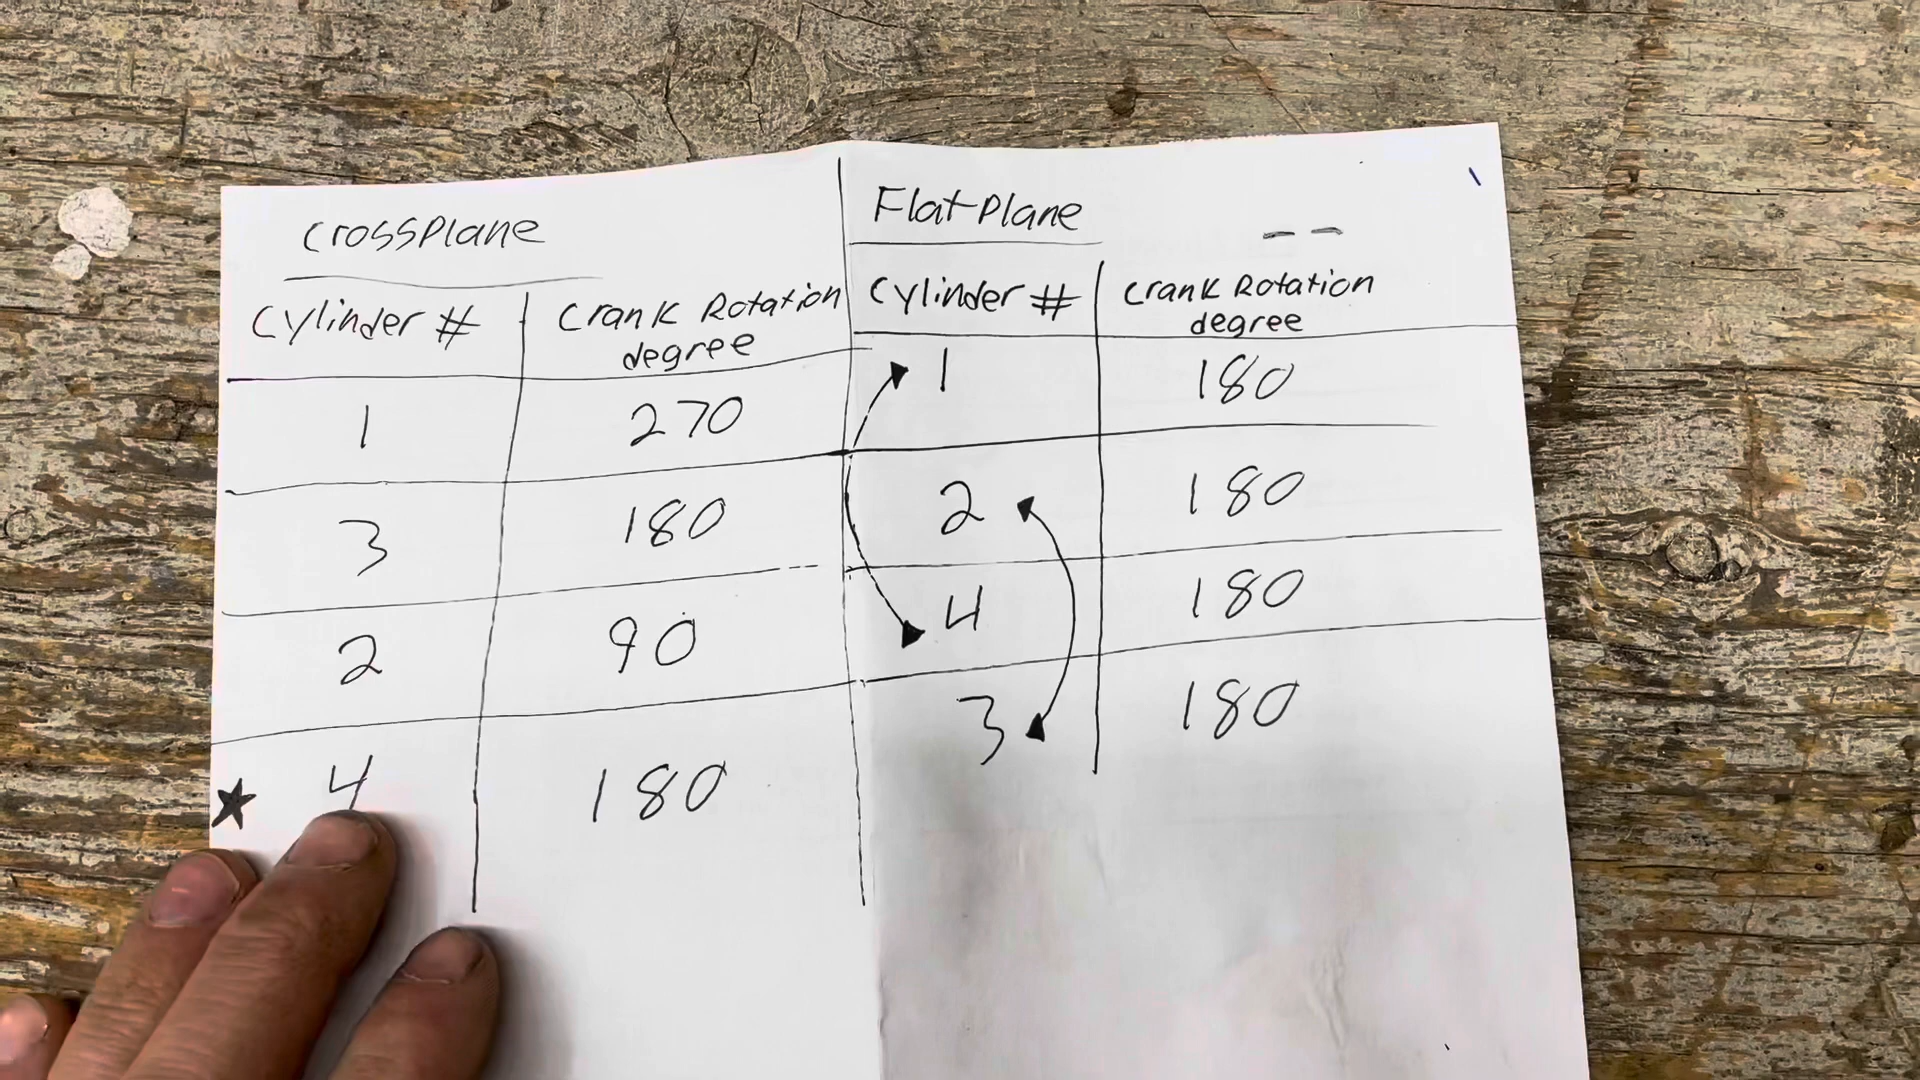 CrossPlane
Cylinder # Crank Rotation degree
1 270
3 180
2 90
★ 4 180
Flat-Plane
Cylinder # Crank Rotation degree
1 180
2 180
4 180
3 180